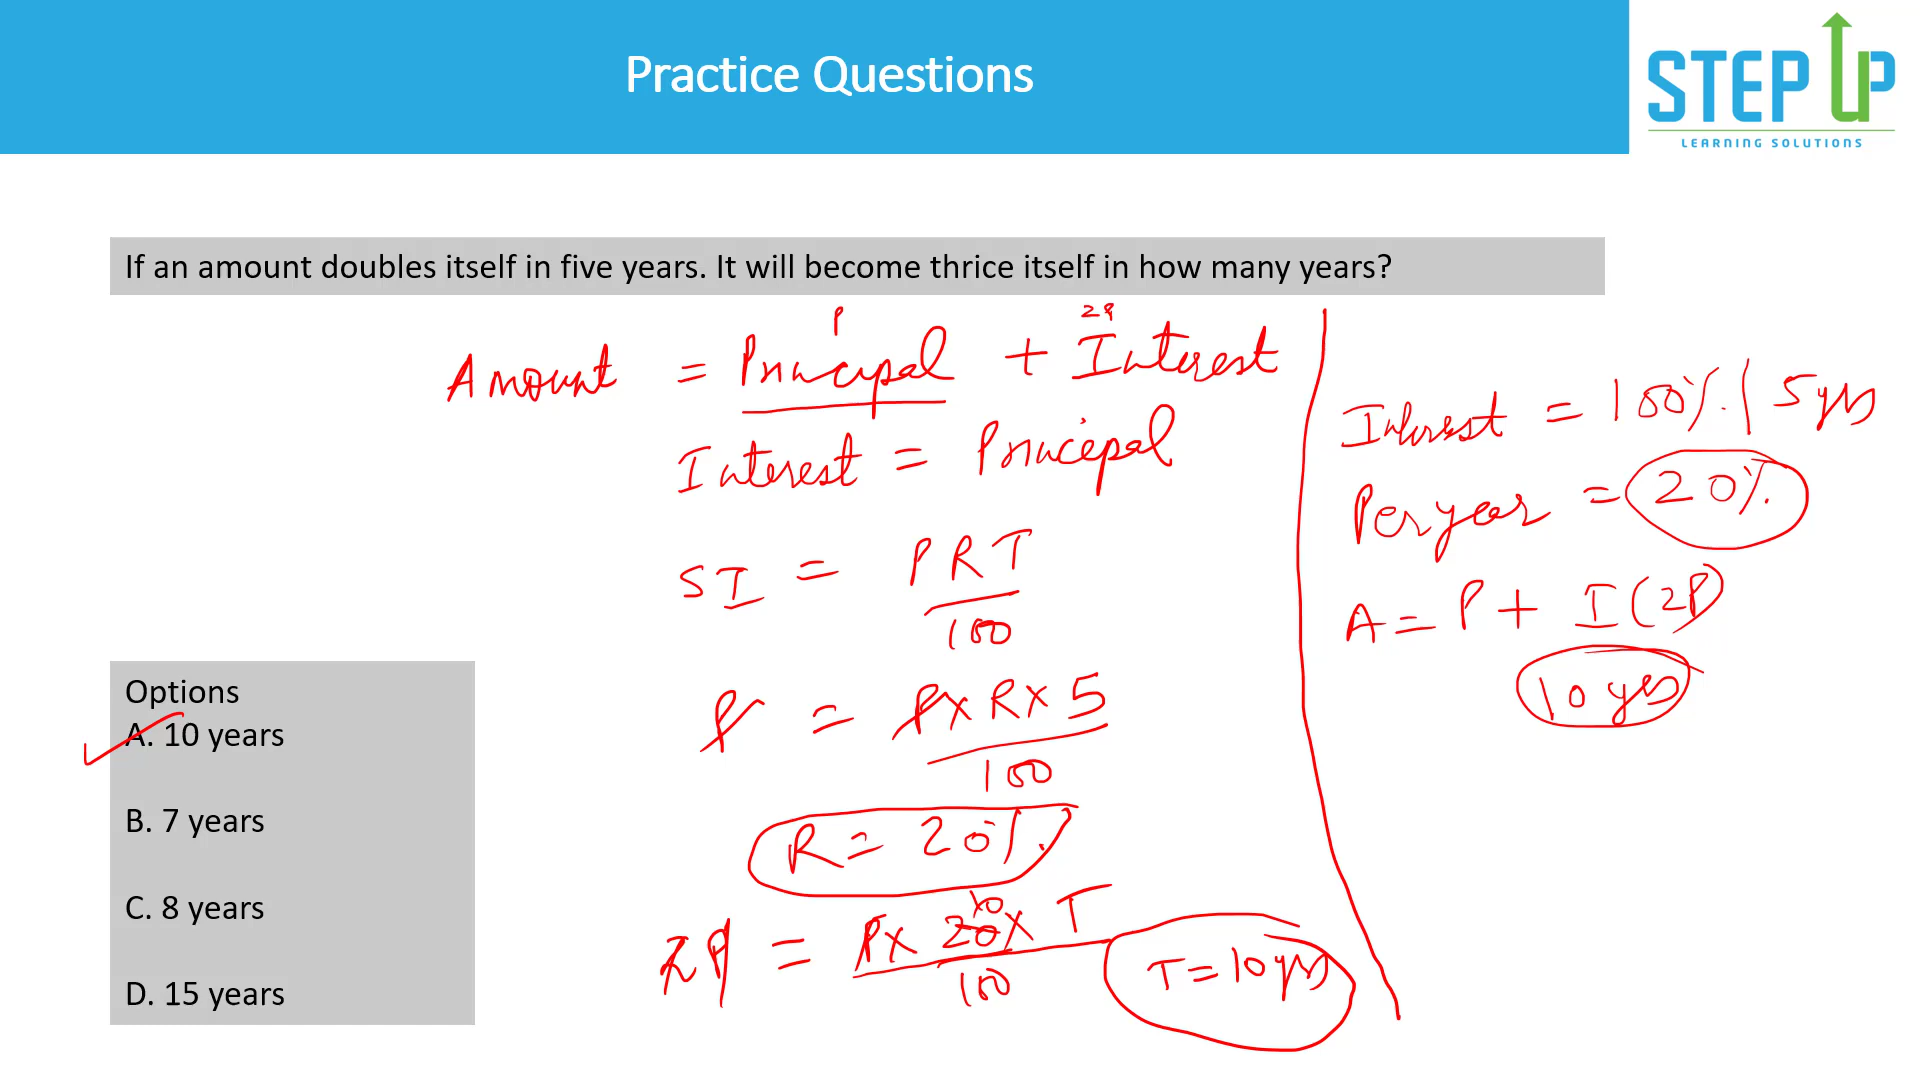 Practice Questions
STEP UP
LEARNING SOLUTIONS
If an amount doubles itself in five years. It will become thrice itself in how many years?
P 2P
Amount = Principal + Interest
Interest = Principal
SI = PRT
100
P = P x R x 5
100
R = 20%.
10
2P = P x 20 x T
100
T = 10 yrs
Interest = 100%. | 5 yrs
Per year = 20%.
A = P + I (2P)
10 yrs
Options
A. 10 years
B. 7 years
C. 8 years
D. 15 years